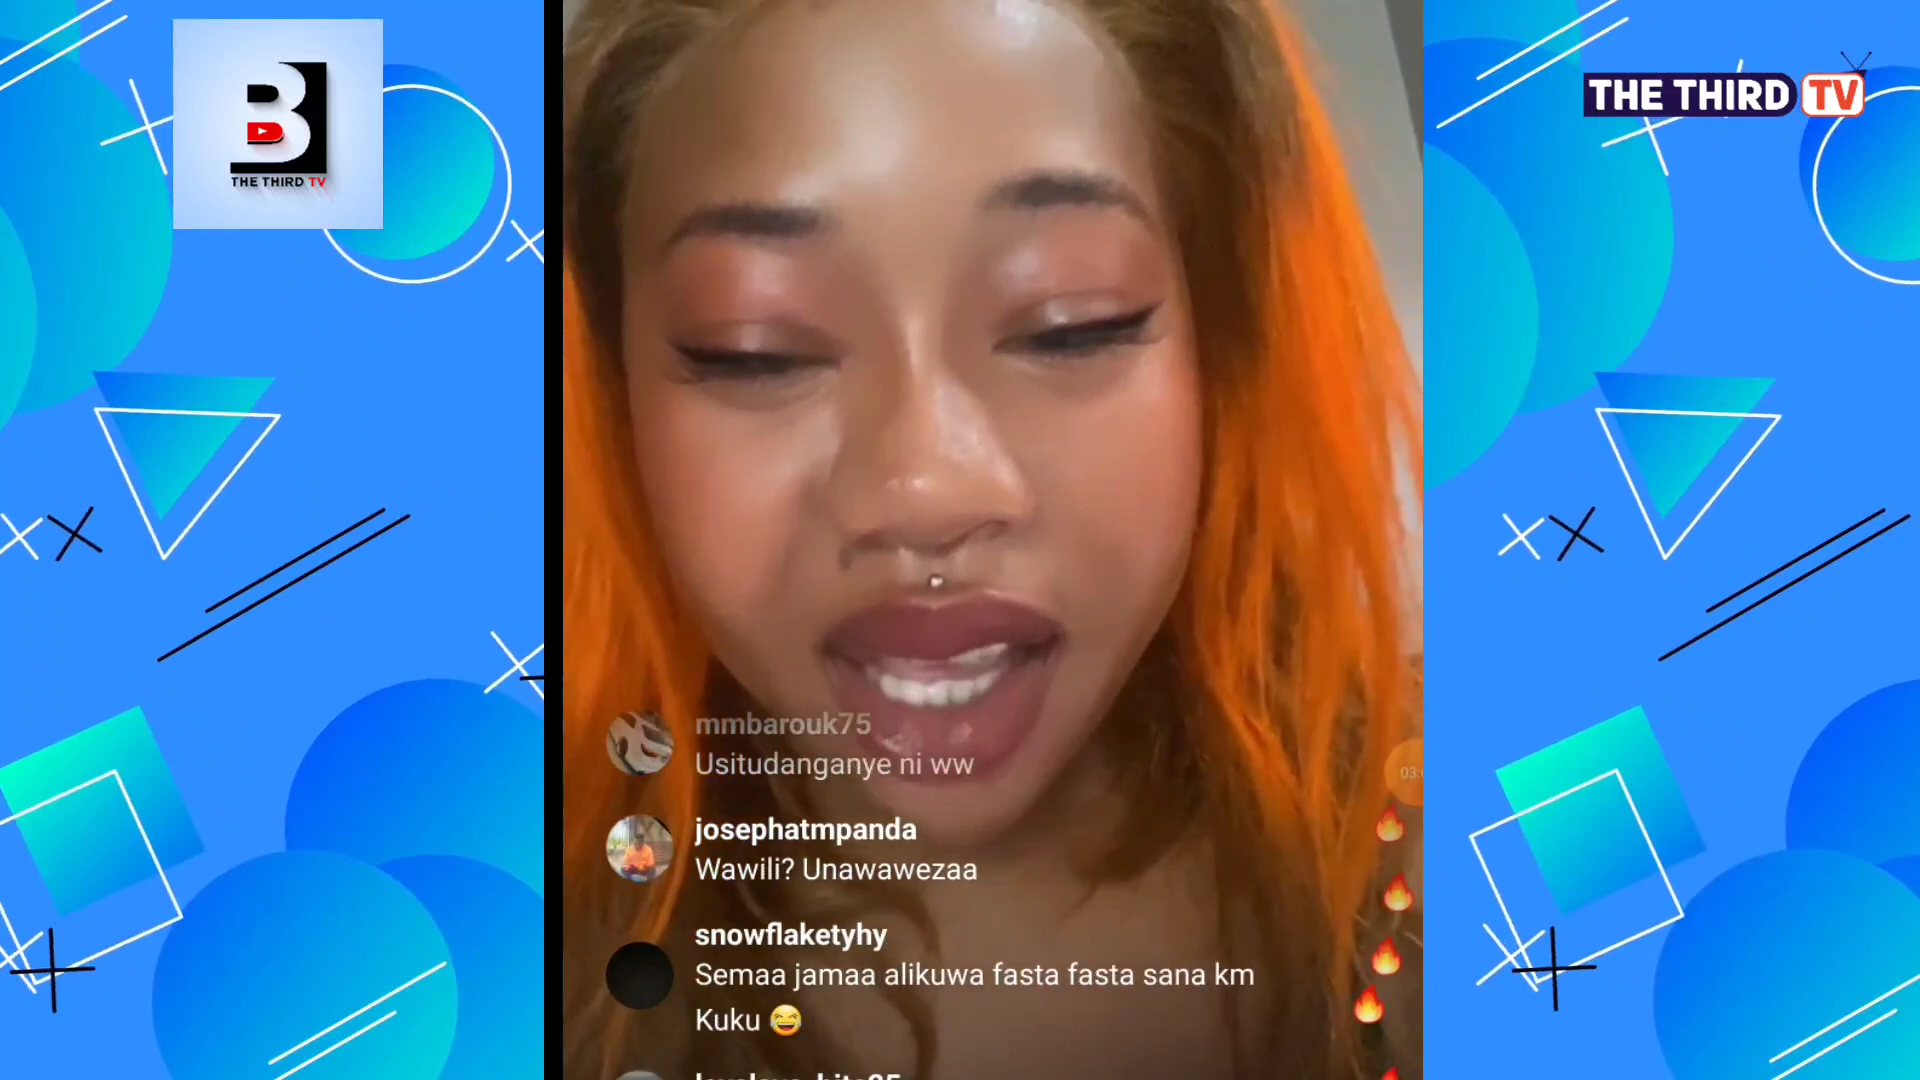 B
THE THIRD TV
THE THIRD TV
mmbarouk75
Usitudanganye ni ww
josephatmpanda
Wawili? Unawawezaa
snowflaketyhy
Semaa jamaa alikuwa fasta fasta sana km
Kuku 😂